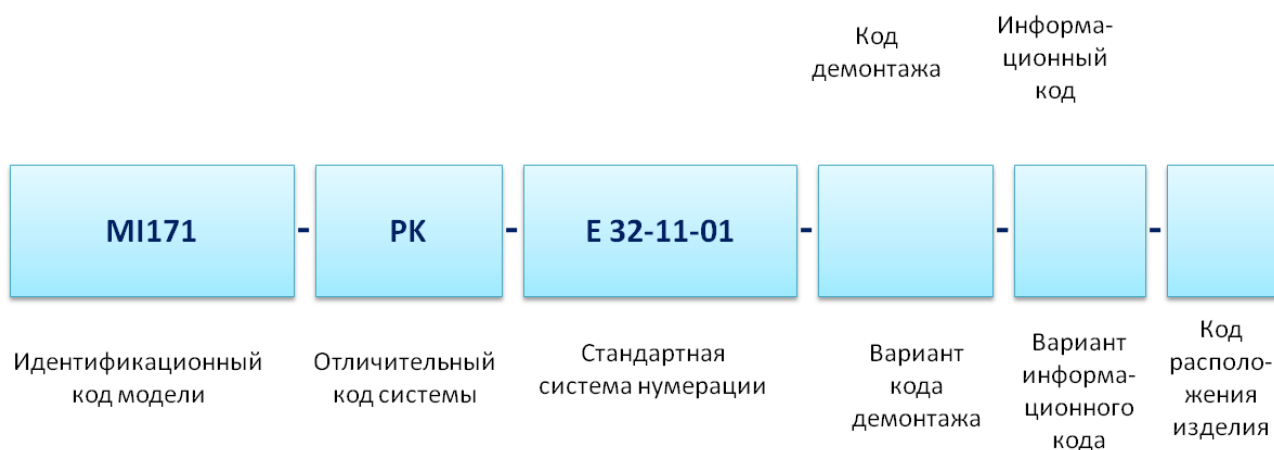 Код
демонтажа
Информа-
ционный
код
MI171 - PK - E 32-11-01 - - -
Идентификационный
код модели
Отличительный
код системы
Стандартная
система нумерации
Вариант
кода
демонтажа
Вариант
информа-
ционного
кода
Код
располо-
жения
изделия